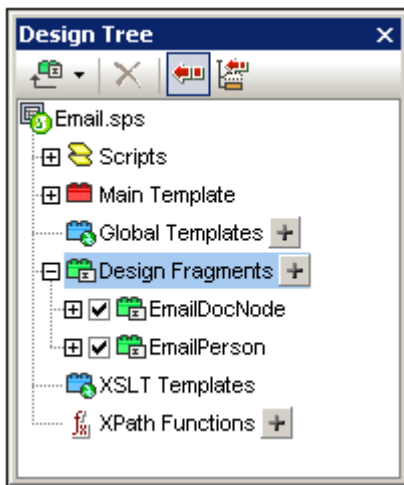 Design Tree
Email.sps
Scripts
Main Template
Global Templates
Design Fragments
EmailDocNode
EmailPerson
XSLT Templates
XPath Functions